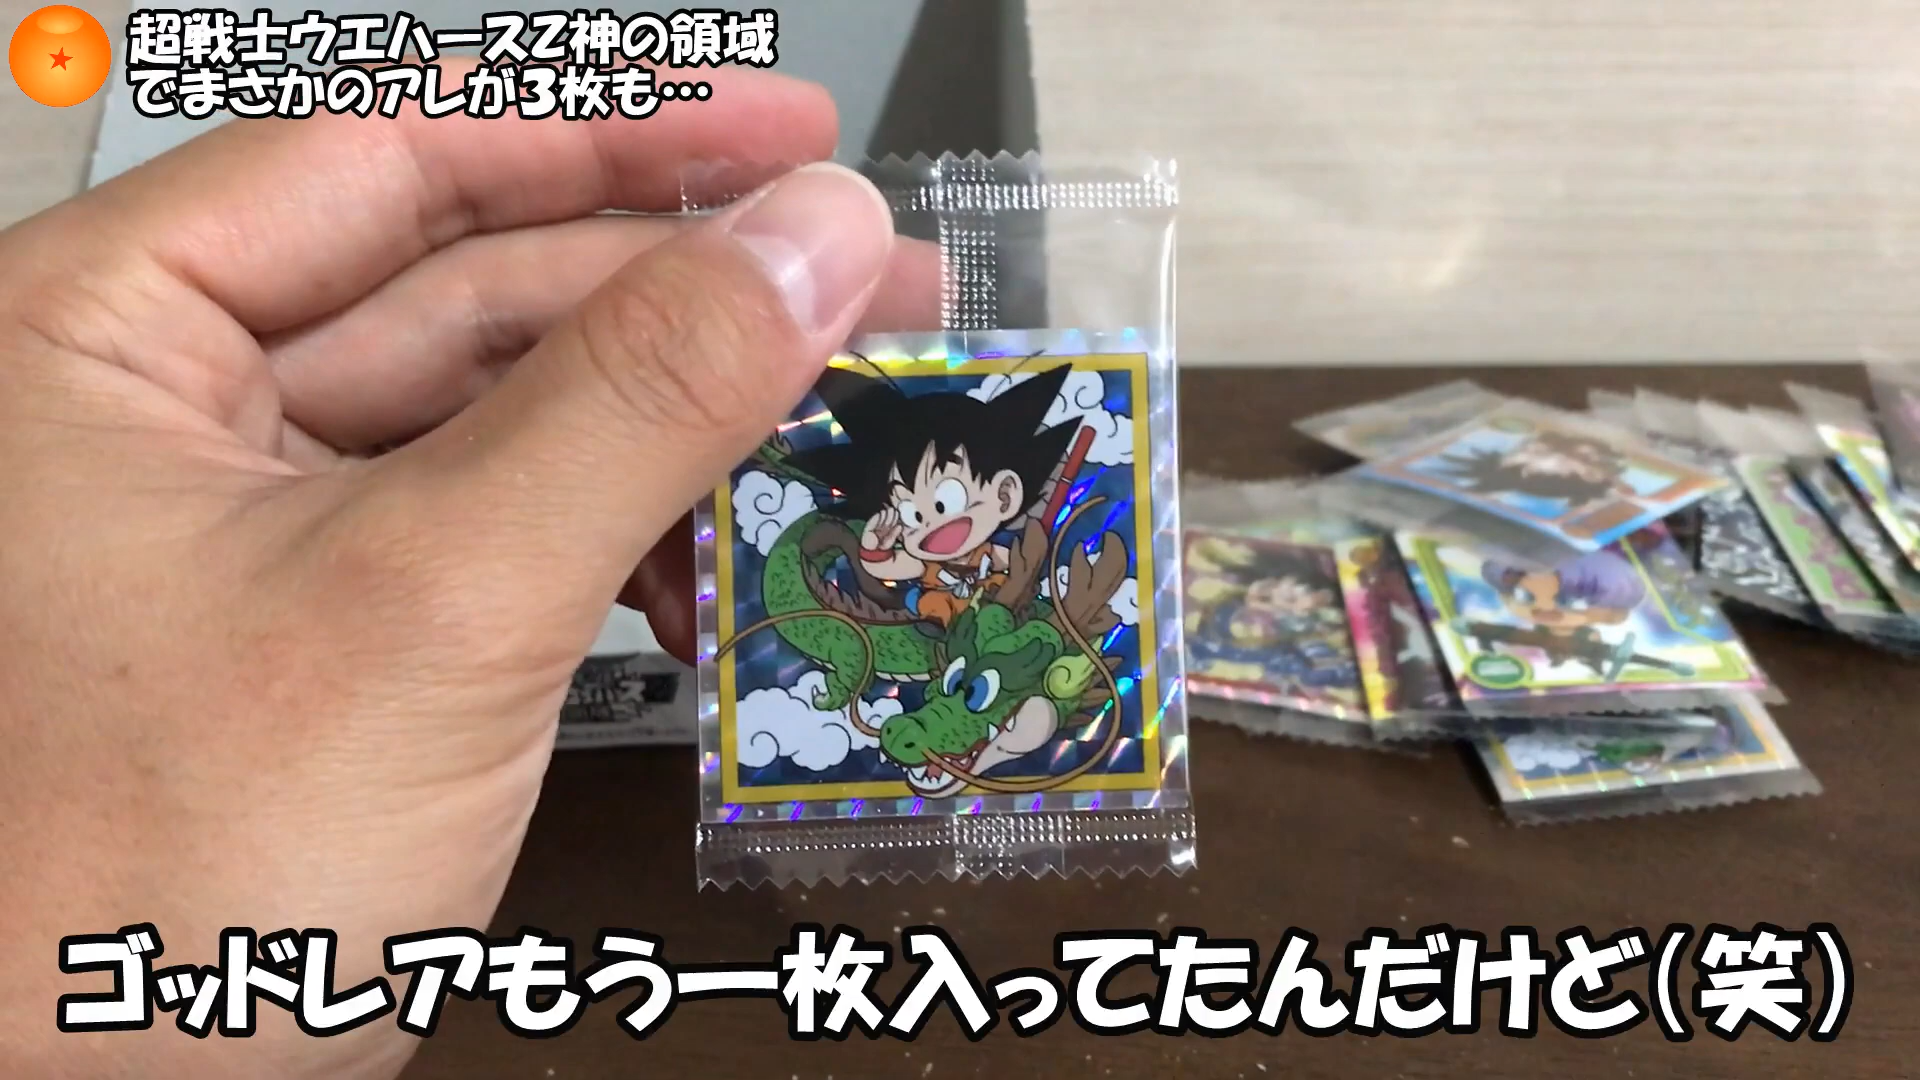 超戦士ウエハースZ神の領域
でまさかのアレが3枚も…
ゴッドレアもう一枚入ってたんだけど(笑)